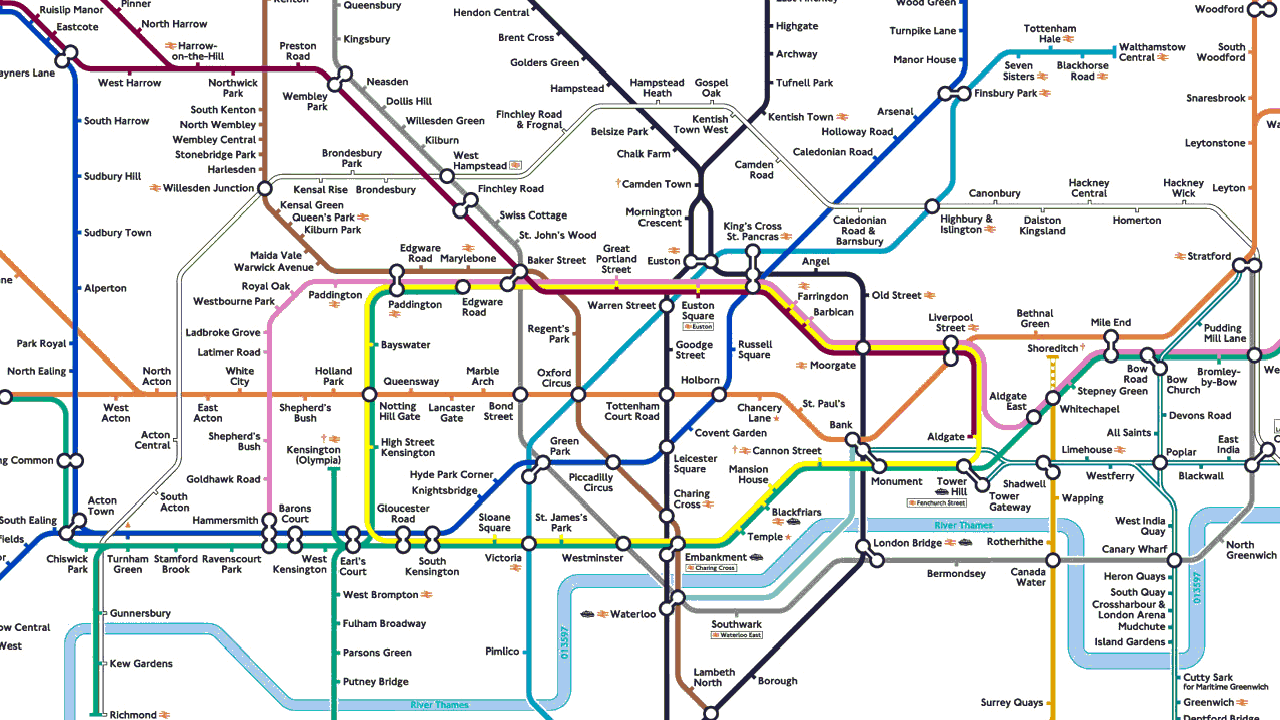 Ruislip Manor
Pinner
Eastcote
North Harrow
Kenton
Queensbury
Hendon Central
Highgate
Wood Green
Woodford
Harrow-
on-the-Hill
Preston
Road
Kingsbury
Brent Cross
Archway
Turnpike Lane
Tottenham
Hale
Walthamstow
Central
South
Woodford
ayners Lane
West Harrow
Northwick
Park
Wembley
Park
Neasden
Golders Green
Hampstead
Hampstead
Heath
Gospel
Oak
Tufnell Park
Manor House
Seven
Sisters
Blackhorse
Road
Snaresbrook
South Harrow
South Kenton
North Wembley
Wembley Central
Stonebridge Park
Harlesden
Dollis Hill
Willesden Green
Kilburn
Finchley Road
& Frognal
Belsize Park
Chalk Farm
Kentish
Town West
Kentish Town
Arsenal
Holloway Road
Caledonian Road
Finsbury Park
Leytonstone
Sudbury Hill
Willesden Junction
Brondesbury
Park
Kensal Rise
Brondesbury
West
Hampstead
Finchley Road
Camden Town
Camden
Road
Canonbury
Hackney
Central
Hackney
Wick
Leyton
Sudbury Town
Kensal Green
Queen's Park
Kilburn Park
Swiss Cottage
St. John's Wood
Mornington
Crescent
King's Cross
St. Pancras
Caledonian
Road &
Barnsbury
Highbury &
Islington
Dalston
Kingsland
Homerton
Maida Vale
Warwick Avenue
Edgware
Road
Marylebone
Baker Street
Great
Portland
Street
Euston
Angel
Stratford
Alperton
Royal Oak
Westbourne Park
Paddington
Paddington
Edgware
Road
Warren Street
Euston
Square
Euston
Farringdon
Barbican
Old Street
Park Royal
Ladbroke Grove
Latimer Road
Bayswater
Regent's
Park
Goodge
Street
Russell
Square
Moorgate
Liverpool
Street
Bethnal
Green
Shoreditch
Mile End
Pudding
Mill Lane
North Ealing
North
Acton
White
City
Holland
Park
Queensway
Marble
Arch
Oxford
Circus
Holborn
Bow
Road
Bow
Church
Bromley-
by-Bow
West
Acton
East
Acton
Shepherd's
Bush
Notting
Hill Gate
Lancaster
Gate
Bond
Street
Tottenham
Court Road
Chancery
Lane
St. Paul's
Aldgate
East
Stepney Green
Whitechapel
Devons Road
Acton
Central
Shepherd's
Bush
Kensington
(Olympia)
High Street
Kensington
Green
Park
Covent Garden
Leicester
Square
Bank
Cannon Street
Aldgate
All Saints
East
India
ng Common
Goldhawk Road
Hyde Park Corner
Knightsbridge
Piccadilly
Circus
Mansion
House
Monument
Tower
Hill
Fenchurch Street
Tower
Gateway
Limehouse
Shadwell
Poplar
Westferry
Blackwall
Acton
Town
South
Acton
Hammersmith
Barons
Court
Gloucester
Road
Sloane
Square
St. James's
Park
Charing
Cross
Blackfriars
Temple
Wapping
River Thames
West India
Quay
South Ealing
fields
Chiswick
Park
Turnham
Green
Stamford
Brook
Ravenscourt
Park
West
Kensington
Earl's
Court
South
Kensington
Victoria
Westminster
Embankment
Charing Cross
London Bridge
Rotherhithe
Canary Wharf
North
Greenwich
Bermondsey
Canada
Water
West Brompton
Heron Quays
South Quay
Crossharbour &
London Arena
Mudchute
Island Gardens
013597
Gunnersbury
Waterloo
Southwark
Waterloo East
ow Central
West
Fulham Broadway
013597
Kew Gardens
Parsons Green
Pimlico
Lambeth
North
Borough
Putney Bridge
Cutty Sark
for Maritime Greenwich
Richmond
River Thames
Surrey Quays
Greenwich
Deptford Bridge